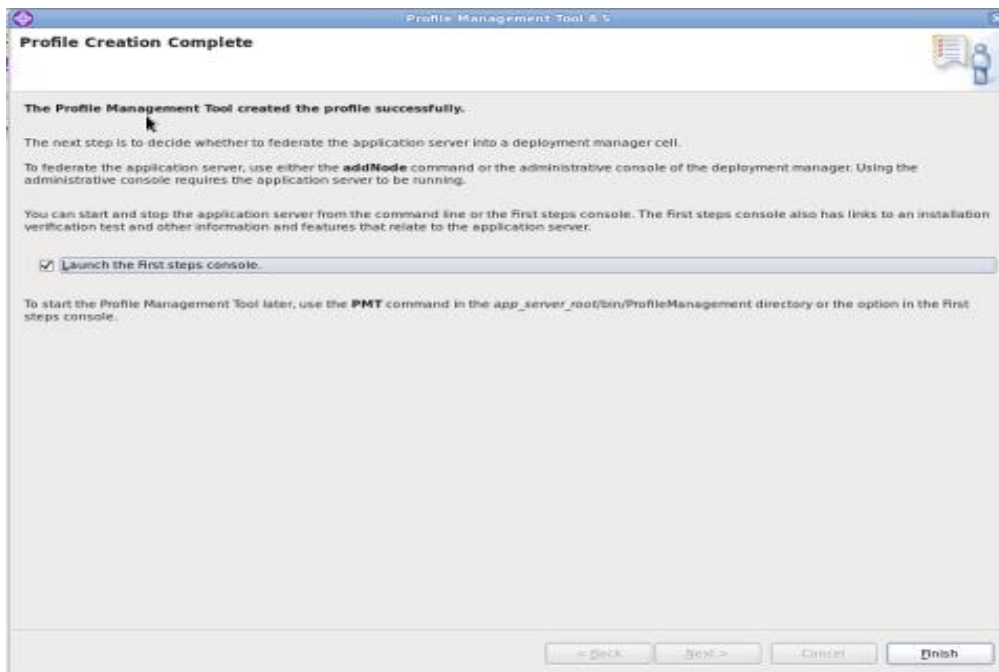 Profile Management Tool 8.5
Profile Creation Complete
The Profile Management Tool created the profile successfully.
The next step is to decide whether to federate the application server into a deployment manager cell.
To federate the application server, use either the addNode command or the administrative console of the deployment manager. Using the
administrative console requires the application server to be running.
You can start and stop the application server from the command line or the First steps console. The First steps console also has links to an installation
verification test and other information and features that relate to the application server.
Launch the First steps console.
To start the Profile Management Tool later, use the PMT command in the app_server_root/bin/ProfileManagement directory or the option in the First
steps console.
< Back
Next >
Cancel
Finish